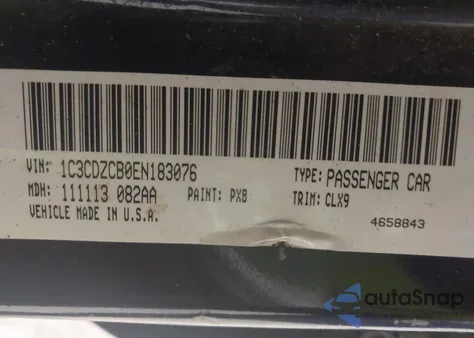 VIN: 1C3CDZCB0EN183076 TYPE: PASSENGER CAR
MDH: 111113 082AA PAINT: PX8 TRIM: CLX9
VEHICLE MADE IN U.S.A. 4658843
autoSnap